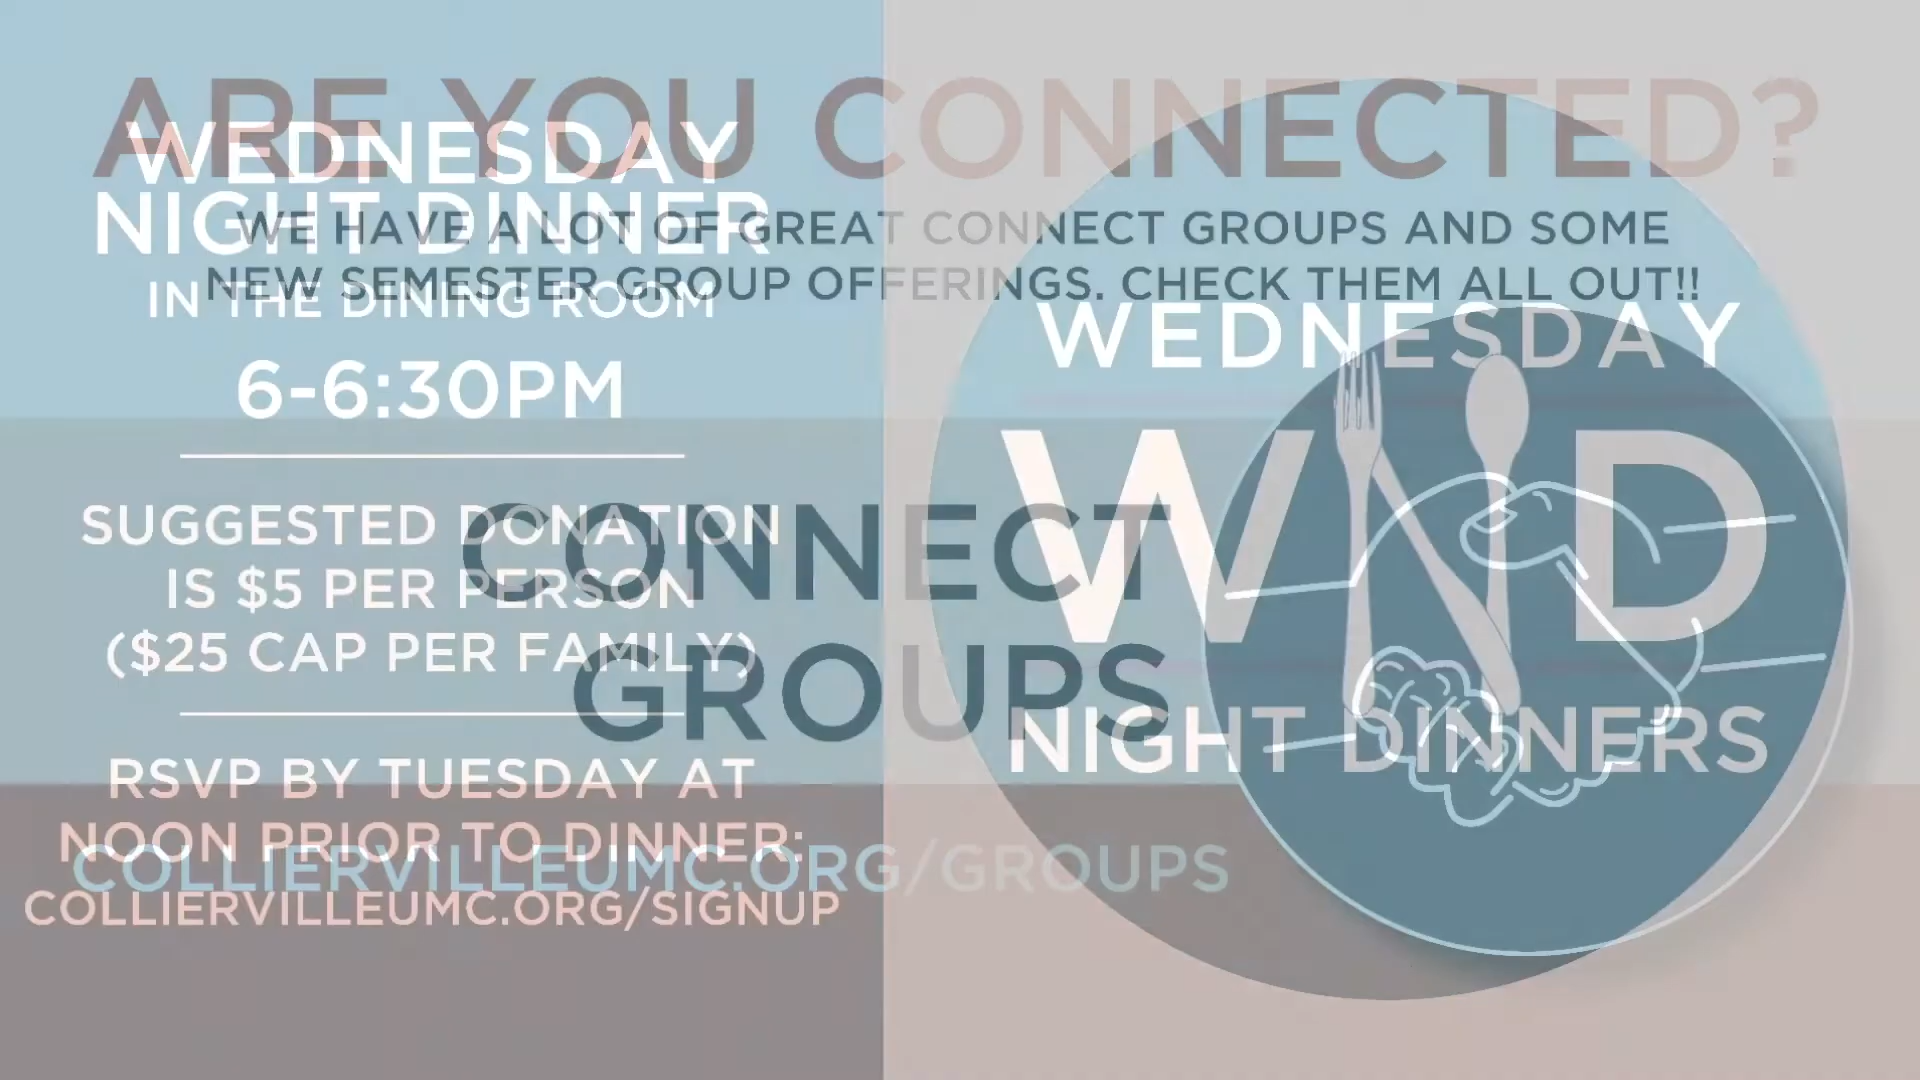 ARE YOU CONNECTED?
WE HAVE A LOT OF GREAT CONNECT GROUPS AND SOME
NEW SEMESTER GROUP OFFERINGS. CHECK THEM ALL OUT!!
CONNECT
GROUPS
COLLIERVILLEUMC.ORG/GROUPS
WEDNESDAY
NIGHT DINNER
IN THE DINING ROOM
6-6:30PM
SUGGESTED DONATION
IS $5 PER PERSON
($25 CAP PER FAMILY)
RSVP BY TUESDAY AT
NOON PRIOR TO DINNER:
COLLIERVILLEUMC.ORG/SIGNUP
WEDNESDAY
WND
NIGHT DINNERS